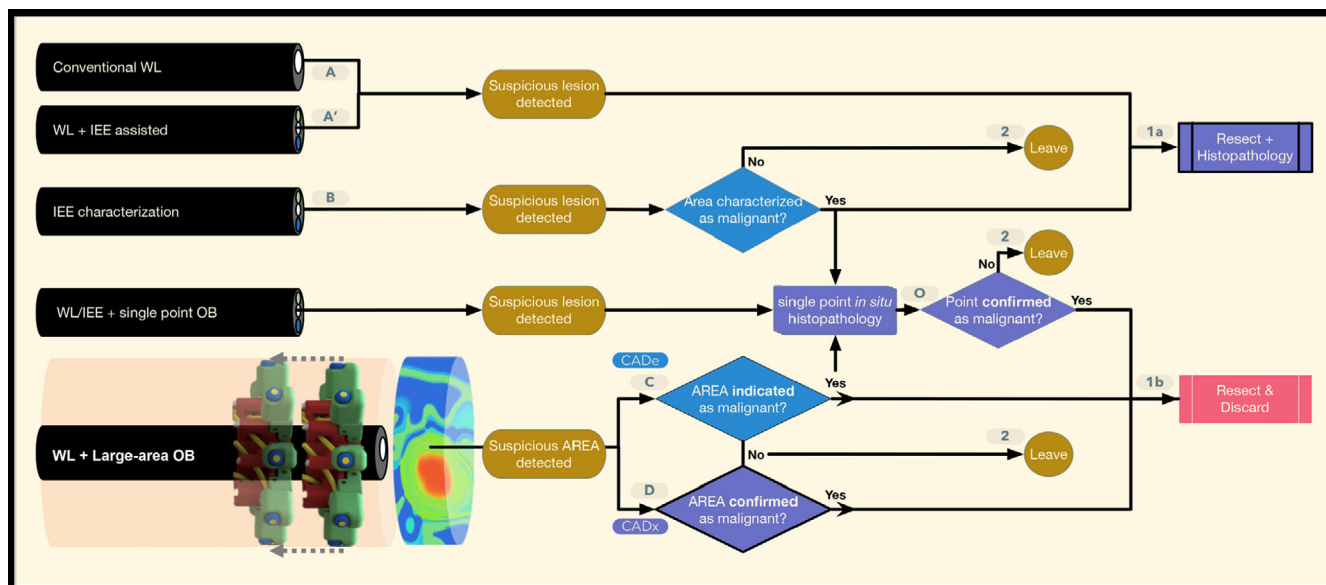 Conventional WL
A
WL + IEE assisted
A′
Suspicious lesion
detected
1a
Resect +
Histopathology
2
Leave
No
IEE characterization
B
Suspicious lesion
detected
Area characterized
as malignant?
Yes
2
Leave
No
WL/IEE + single point OB
Suspicious lesion
detected
single point in situ
histopathology
O
Point confirmed
as malignant?
Yes
CADe
C
AREA indicated
as malignant?
Yes
1b
Resect &
Discard
WL + Large-area OB
Suspicious AREA
detected
No
2
Leave
D
CADx
AREA confirmed
as malignant?
Yes